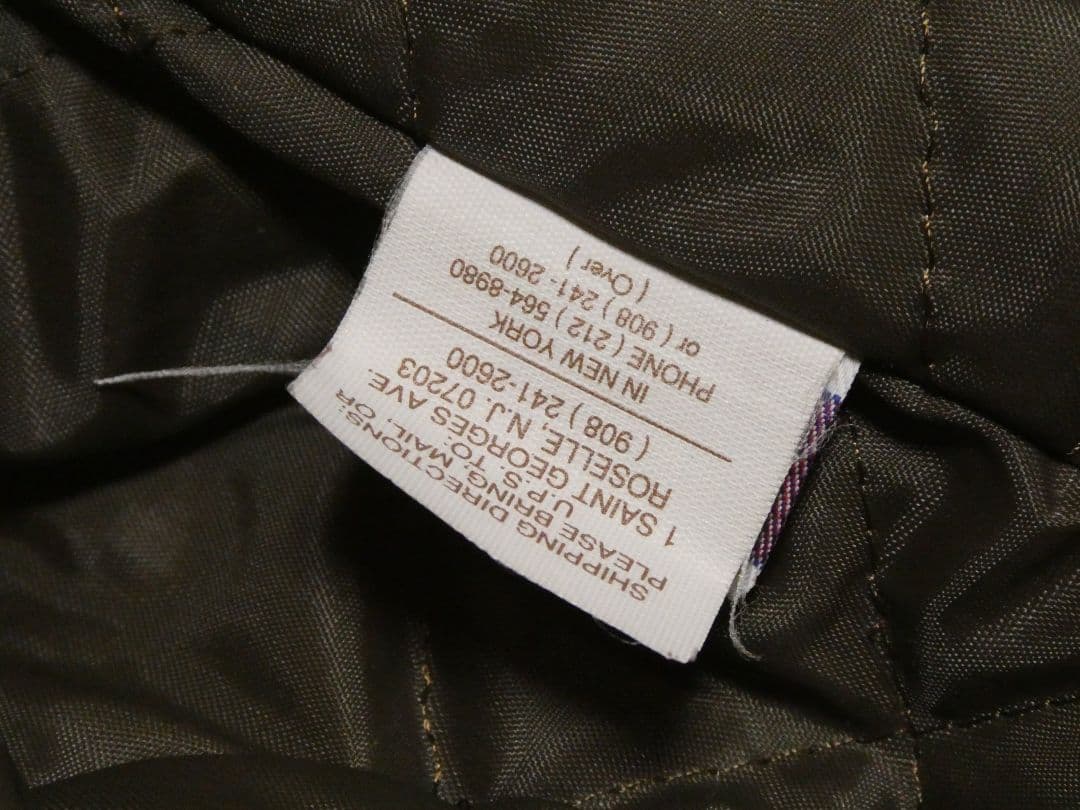 SHIPPING DIRECTIONS:
PLEASE BRING, MAIL, OR
U.P.S. TO:
1 SAINT GEORGES AVE.
ROSELLE, N.J. 07203
( 908 ) 241-2600
IN NEW YORK
PHONE ( 212 ) 564-8980
or ( 908 ) 241-2600
( Over )